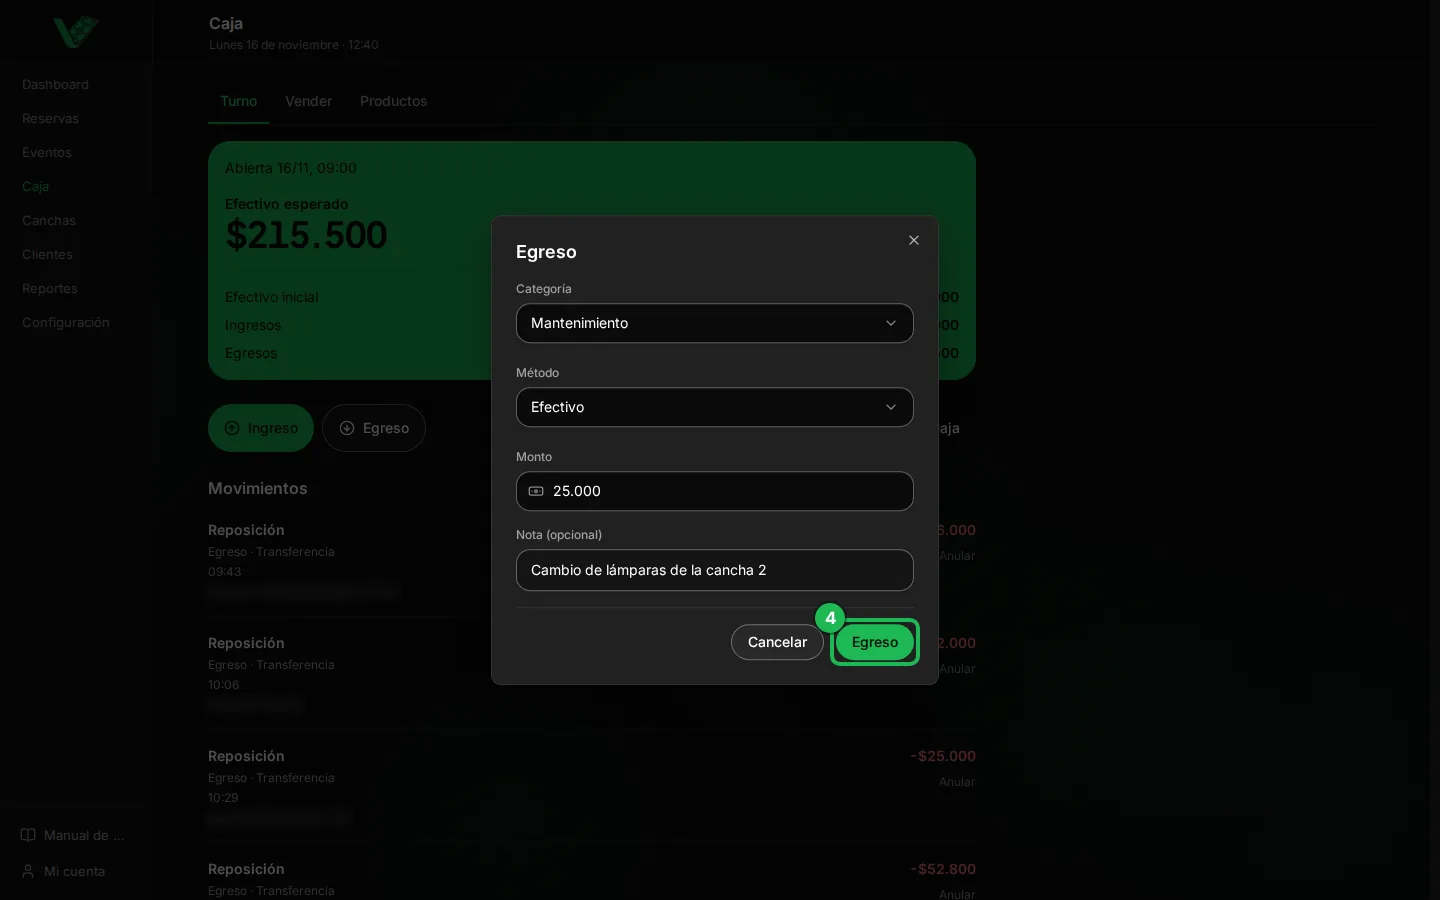 Caja
Lunes 16 de noviembre · 12:40
Dashboard
Reservas
Eventos
Caja
Canchas
Clientes
Reportes
Configuración
Manual de ...
Mi cuenta
Turno Vender Productos
Abierta 16/11, 09:00
Efectivo esperado
$215.500
Efectivo inicial
Ingresos
Egresos
Ingreso Egreso
Movimientos
Reposición
Egreso · Transferencia
Anular
09:43
Reposición
Egreso · Transferencia
Anular
10:06
Reposición -$25.000
Egreso · Transferencia Anular
10:29
Reposición -$52.800
Egreso · Transferencia Anular
Egreso
Categoría
Mantenimiento
Método
Efectivo
Monto
25.000
Nota (opcional)
Cambio de lámparas de la cancha 2
4
Cancelar Egreso